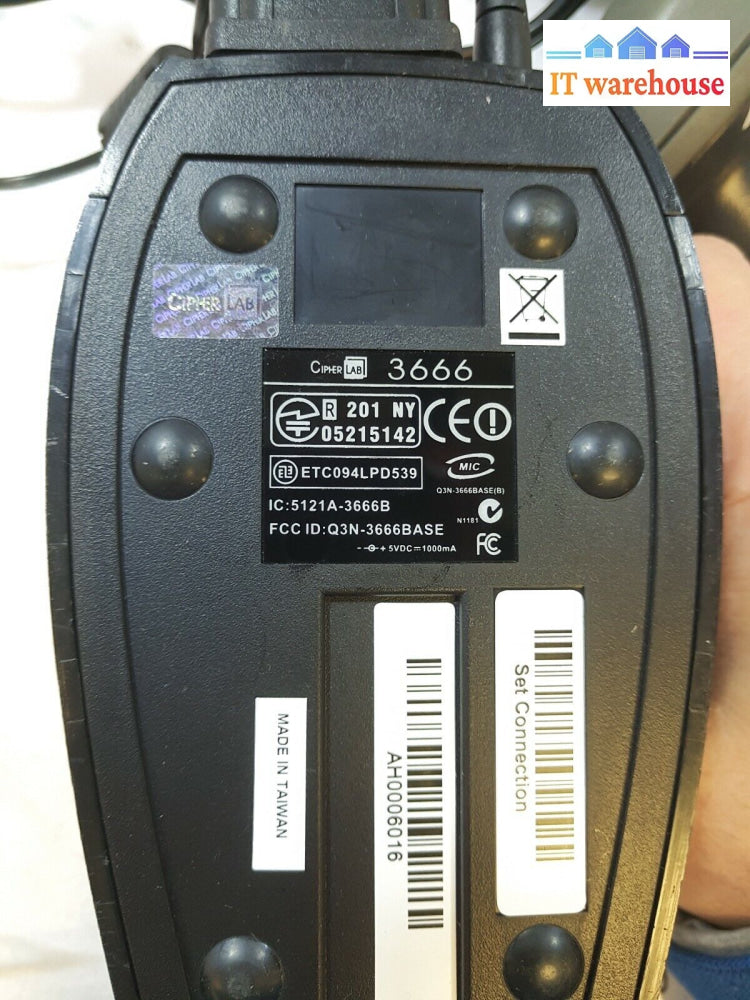 IT warehouse
CIPHER LAB
CIPHER LAB 3666
R 201 NY
05215142
CE
ETC094LPD539
MIC
Q3N-3666BASE(B)
IC:5121A-3666B
N1181
FCC ID:Q3N-3666BASE
- + 5VDC = 1000mA
FC
Set Connection
MADE IN TAIWAN
AH0006016